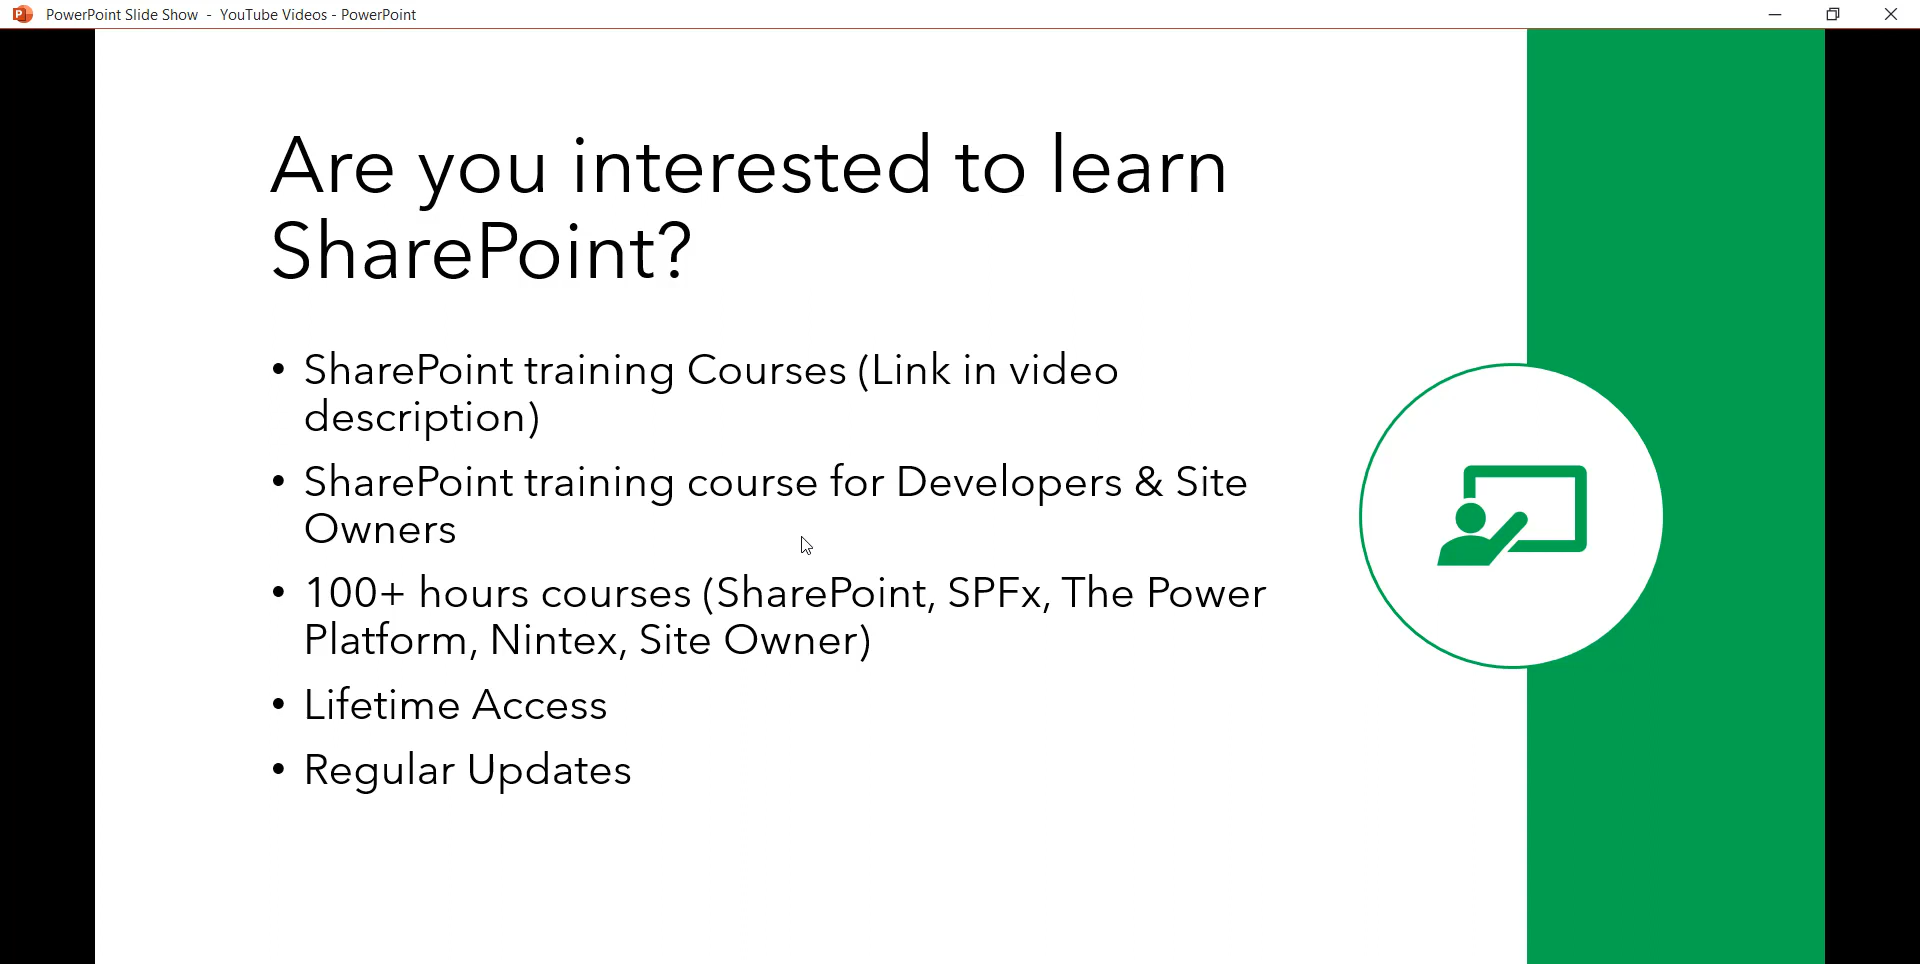 PowerPoint Slide Show - YouTube Videos - PowerPoint
Are you interested to learn
SharePoint?
• SharePoint training Courses (Link in video
description)
• SharePoint training course for Developers & Site
Owners
• 100+ hours courses (SharePoint, SPFx, The Power
Platform, Nintex, Site Owner)
• Lifetime Access
• Regular Updates